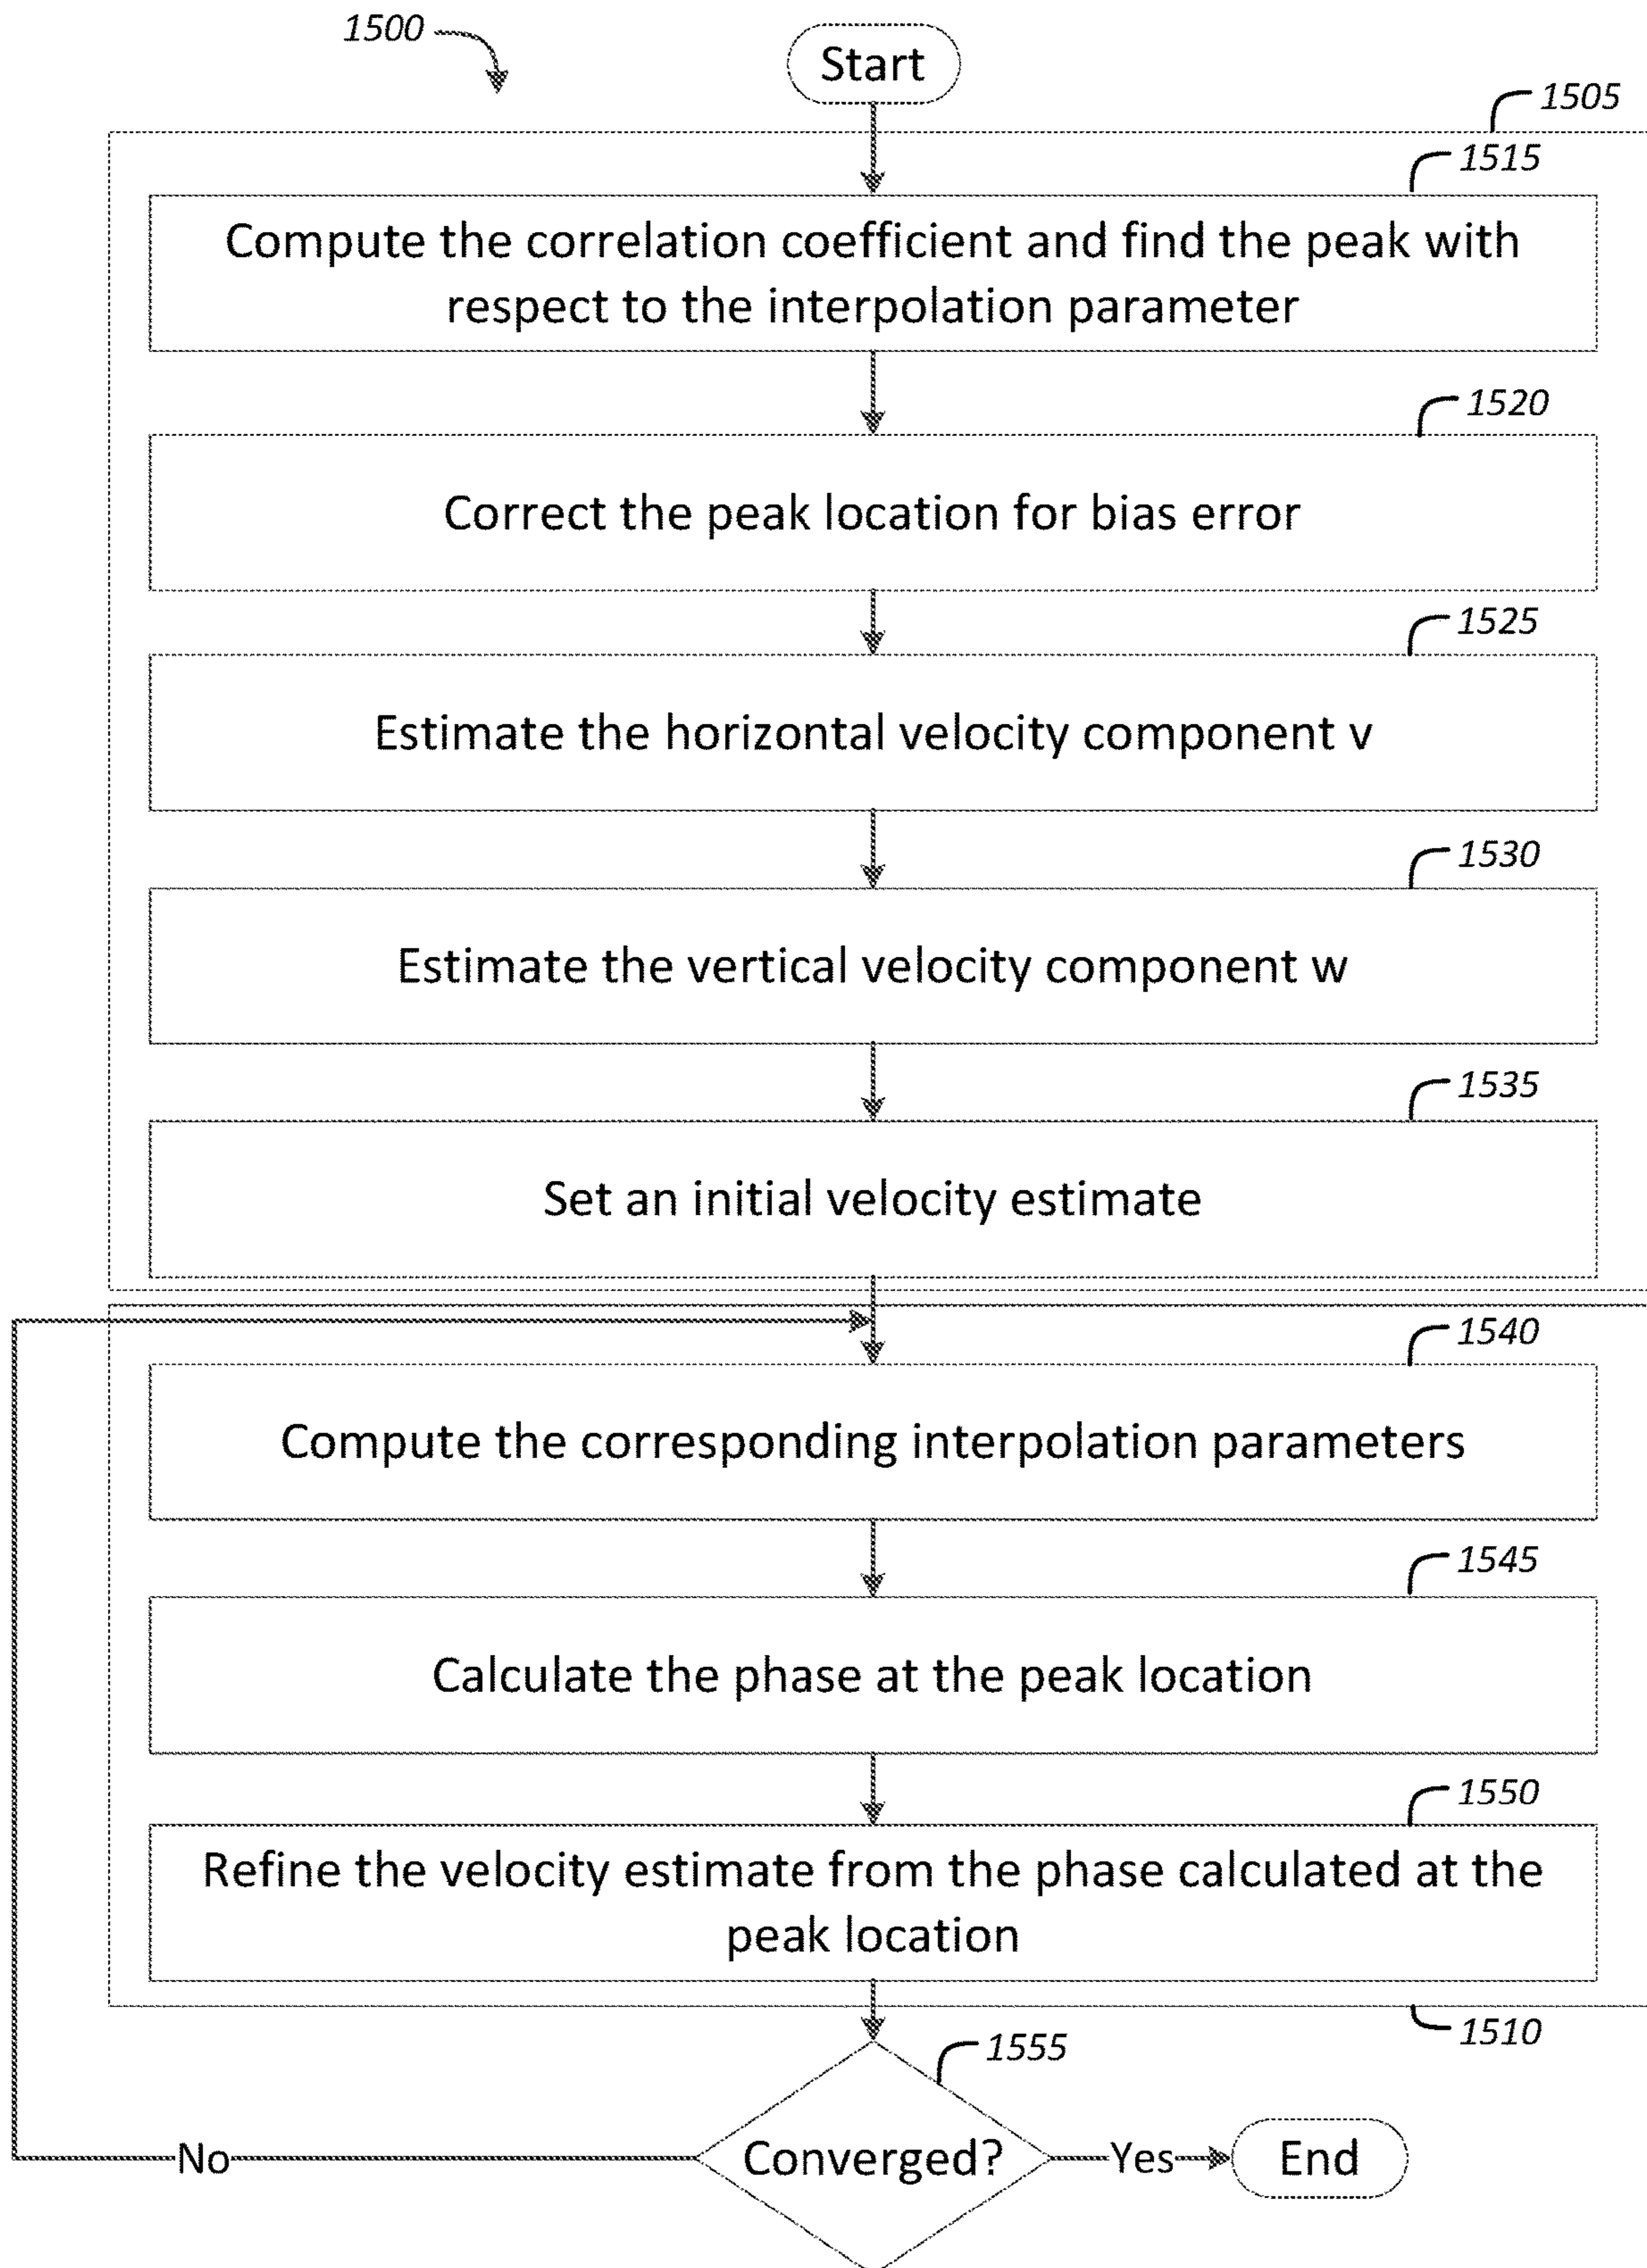 1500
Start
1505
1515
Compute the correlation coefficient and find the peak with
respect to the interpolation parameter
1520
Correct the peak location for bias error
1525
Estimate the horizontal velocity component v
1530
Estimate the vertical velocity component w
1535
Set an initial velocity estimate
1540
Compute the corresponding interpolation parameters
1545
Calculate the phase at the peak location
1550
Refine the velocity estimate from the phase calculated at the
peak location
1510
1555
No
Converged?
Yes
End